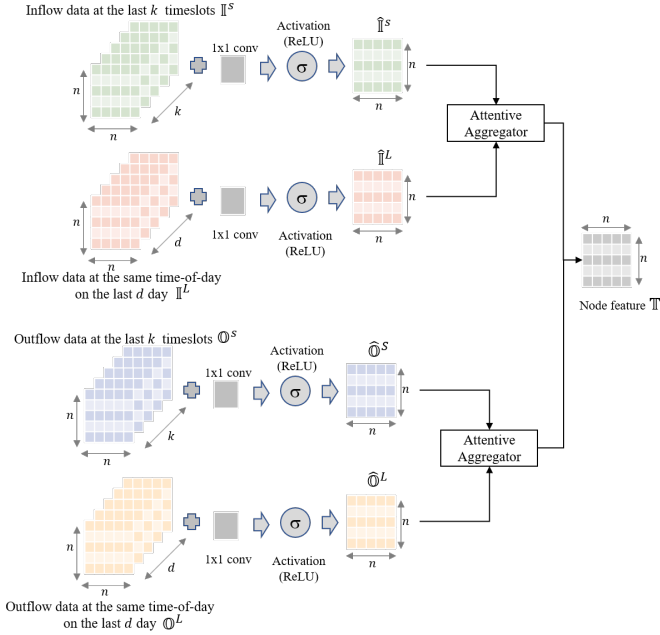 Inflow data at the last k timeslots 𝕀^S
Activation
(ReLU)
1x1 conv
σ
𝕀̂^S
n
k
n
n
n
Attentive
Aggregator
𝕀̂^L
n
d
n
1x1 conv
σ
Activation
(ReLU)
n
n
Inflow data at the same time-of-day
on the last d day 𝕀^L
n
n
Node feature 𝕋
Outflow data at the last k timeslots 𝕆^S
Activation
(ReLU)
1x1 conv
σ
𝕆̂^S
n
k
n
n
n
Attentive
Aggregator
𝕆̂^L
n
d
n
1x1 conv
σ
Activation
(ReLU)
n
n
Outflow data at the same time-of-day
on the last d day 𝕆^L